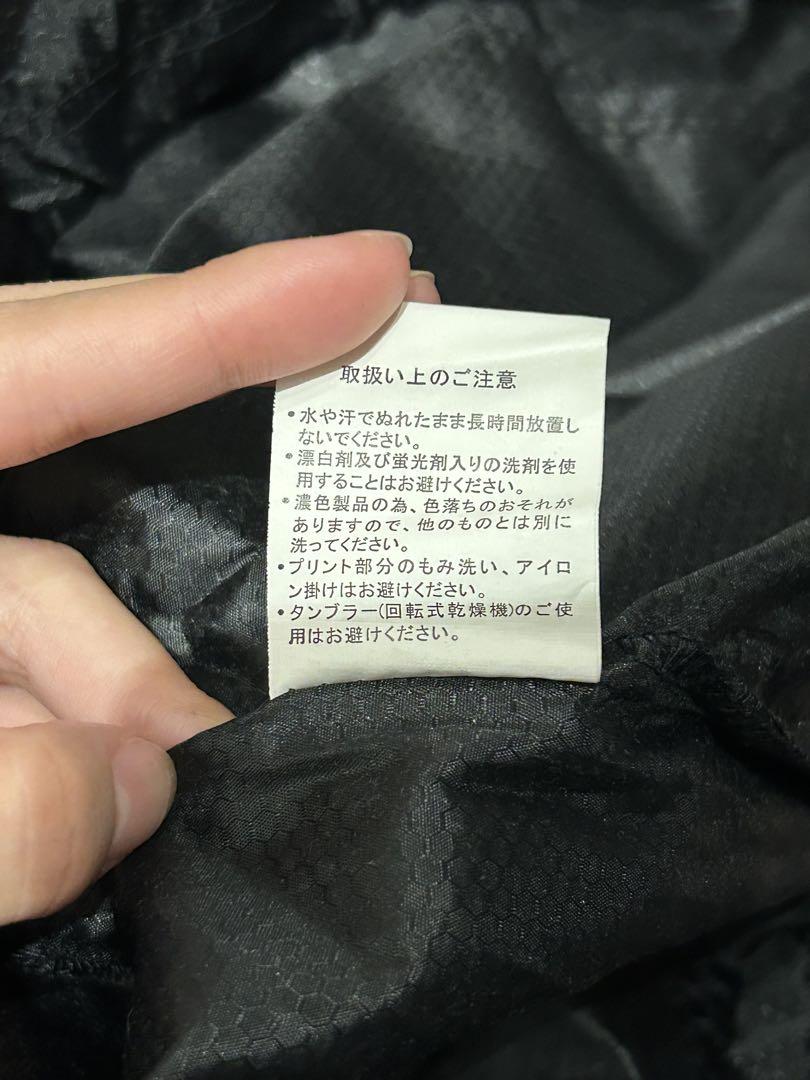 取扱い上のご注意
•水や汗でぬれたまま長時間放置し
ないでください。
•漂白剤及び蛍光剤入りの洗剤を使
用することはお避けください。
•濃色製品の為、色落ちのおそれが
ありますので、他のものとは別に
洗ってください。
•プリント部分のもみ洗い、アイロ
ン掛けはお避けください。
•タンブラー(回転式乾燥機)のご使
用はお避けください。